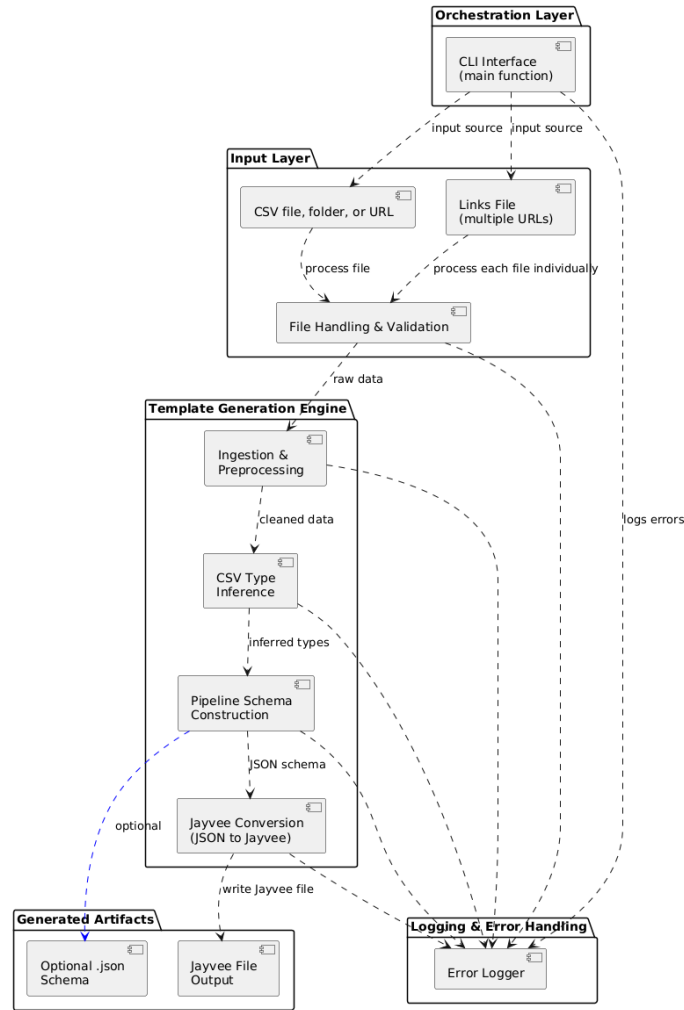 Orchestration Layer
CLI Interface
(main function)
input source
input source
Input Layer
CSV file, folder, or URL
Links File
(multiple URLs)
process file
process each file individually
File Handling & Validation
raw data
Template Generation Engine
Ingestion &
Preprocessing
logs errors
cleaned data
CSV Type
Inference
inferred types
Pipeline Schema
Construction
JSON schema
optional
Jayvee Conversion
(JSON to Jayvee)
write Jayvee file
Generated Artifacts
Logging & Error Handling
Optional .json
Schema
Jayvee File
Output
Error Logger